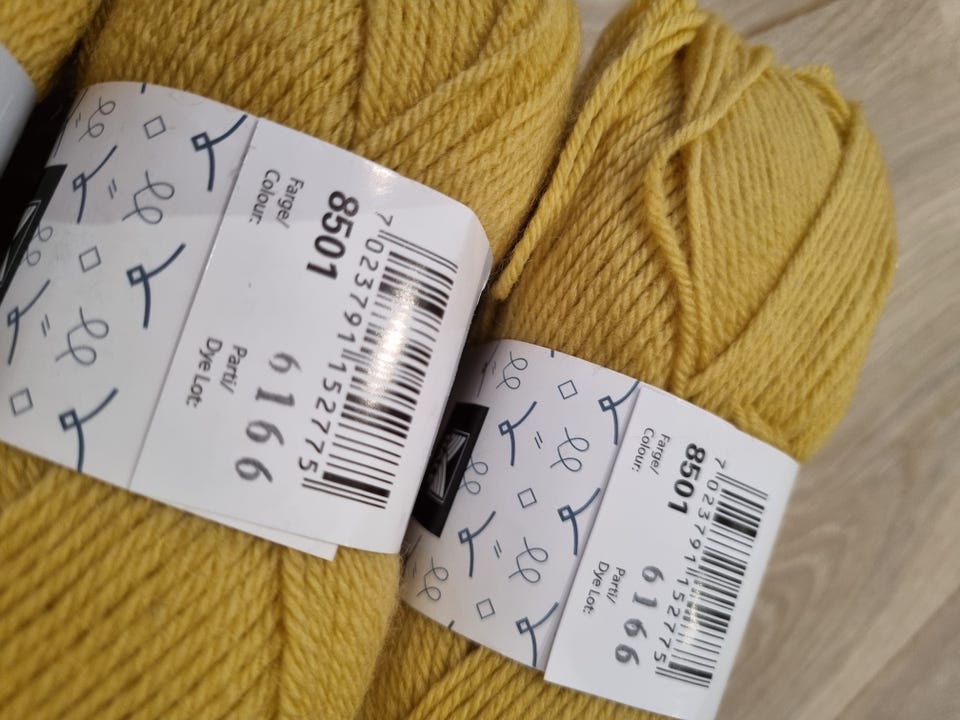 Farge/
Colour:
8501
Parti/
Dye Lot:
6166
7 023791 152775
Farge/
Colour:
8501
Parti/
Dye Lot:
6166
7 023791 152775